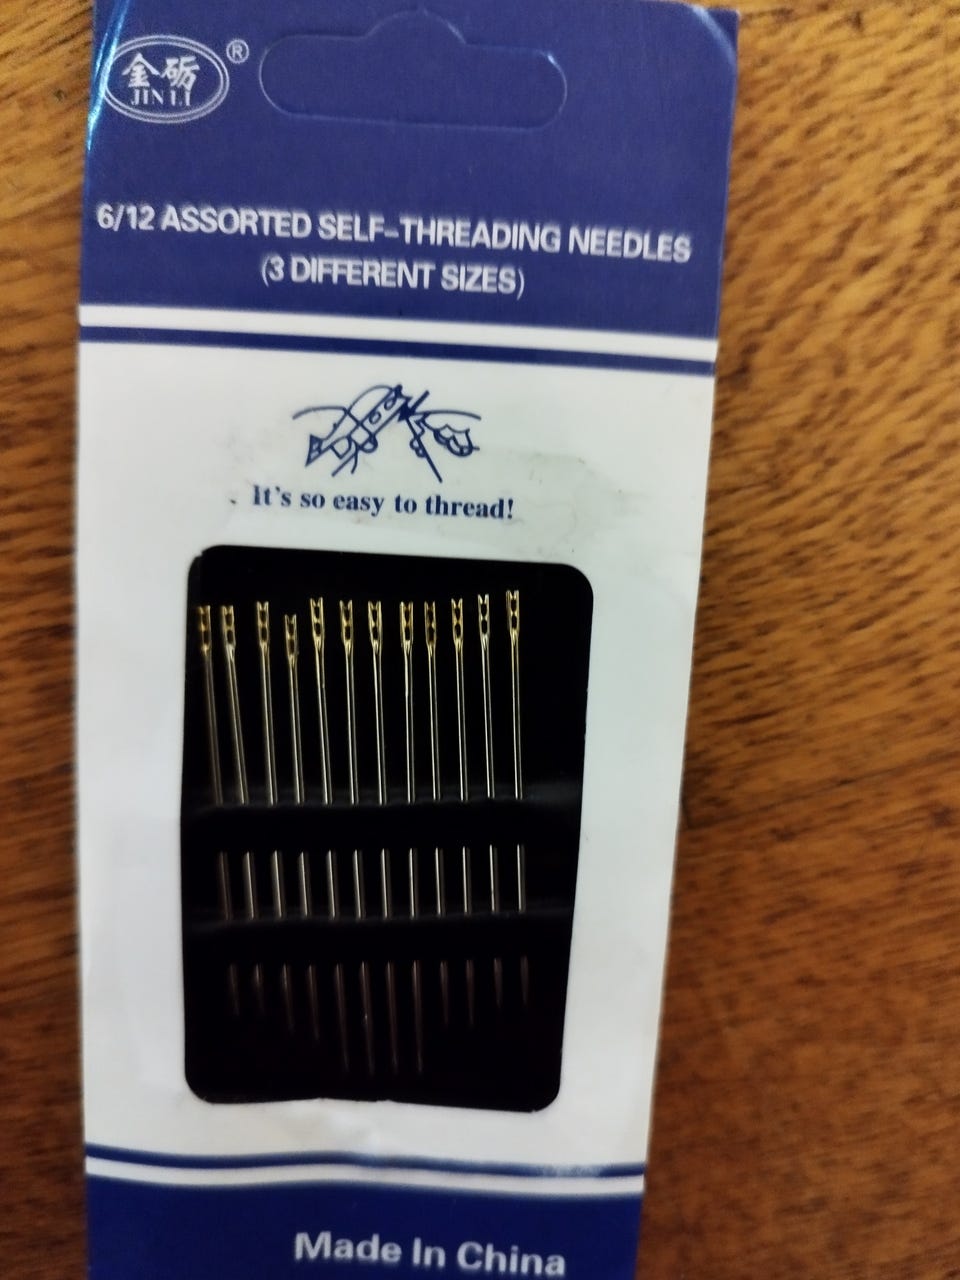 金砺
JIN LI
®
6/12 ASSORTED SELF-THREADING NEEDLES
(3 DIFFERENT SIZES)
It's so easy to thread!
Made In China